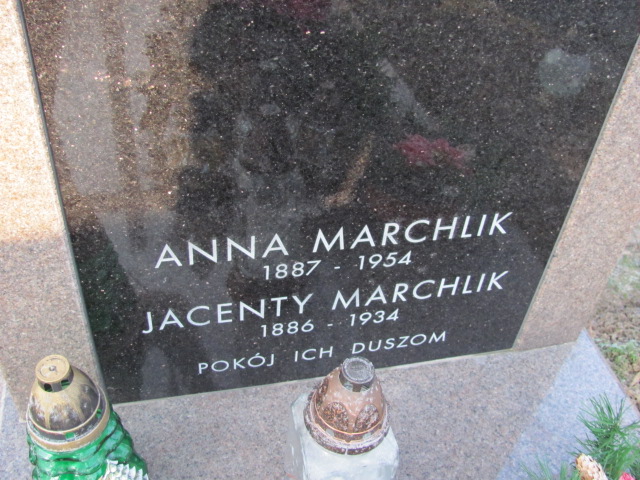 ANNA MARCHLIK
1887 - 1954
JACENTY MARCHLIK
1886 - 1934
POKÓJ ICH DUSZOM